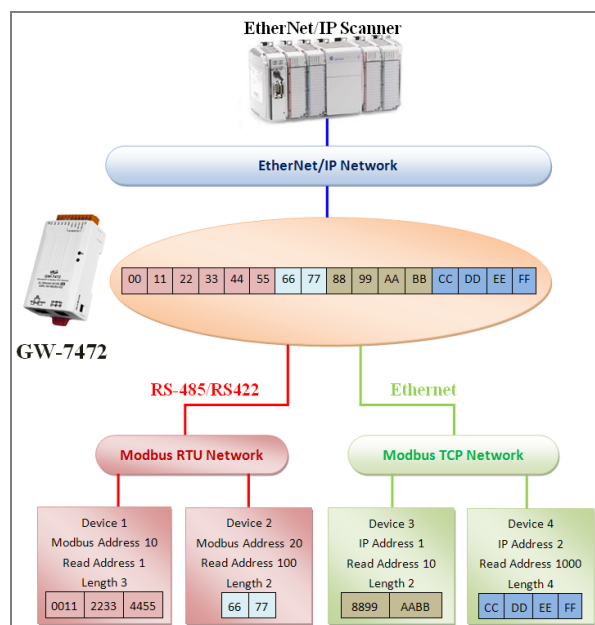 EtherNet/IP Scanner
EtherNet/IP Network
GW-7472
00 11 22 33 44 55 66 77 88 99 AA BB CC DD EE FF
GW-7472
RS-485/RS422
Ethernet
Modbus RTU Network
Modbus TCP Network
Device 1
Modbus Address 10
Read Address 1
Length 3
0011 2233 4455
Device 2
Modbus Address 20
Read Address 100
Length 2
66 77
Device 3
IP Address 1
Read Address 10
Length 2
8899 AABB
Device 4
IP Address 2
Read Address 1000
Length 4
CC DD EE FF